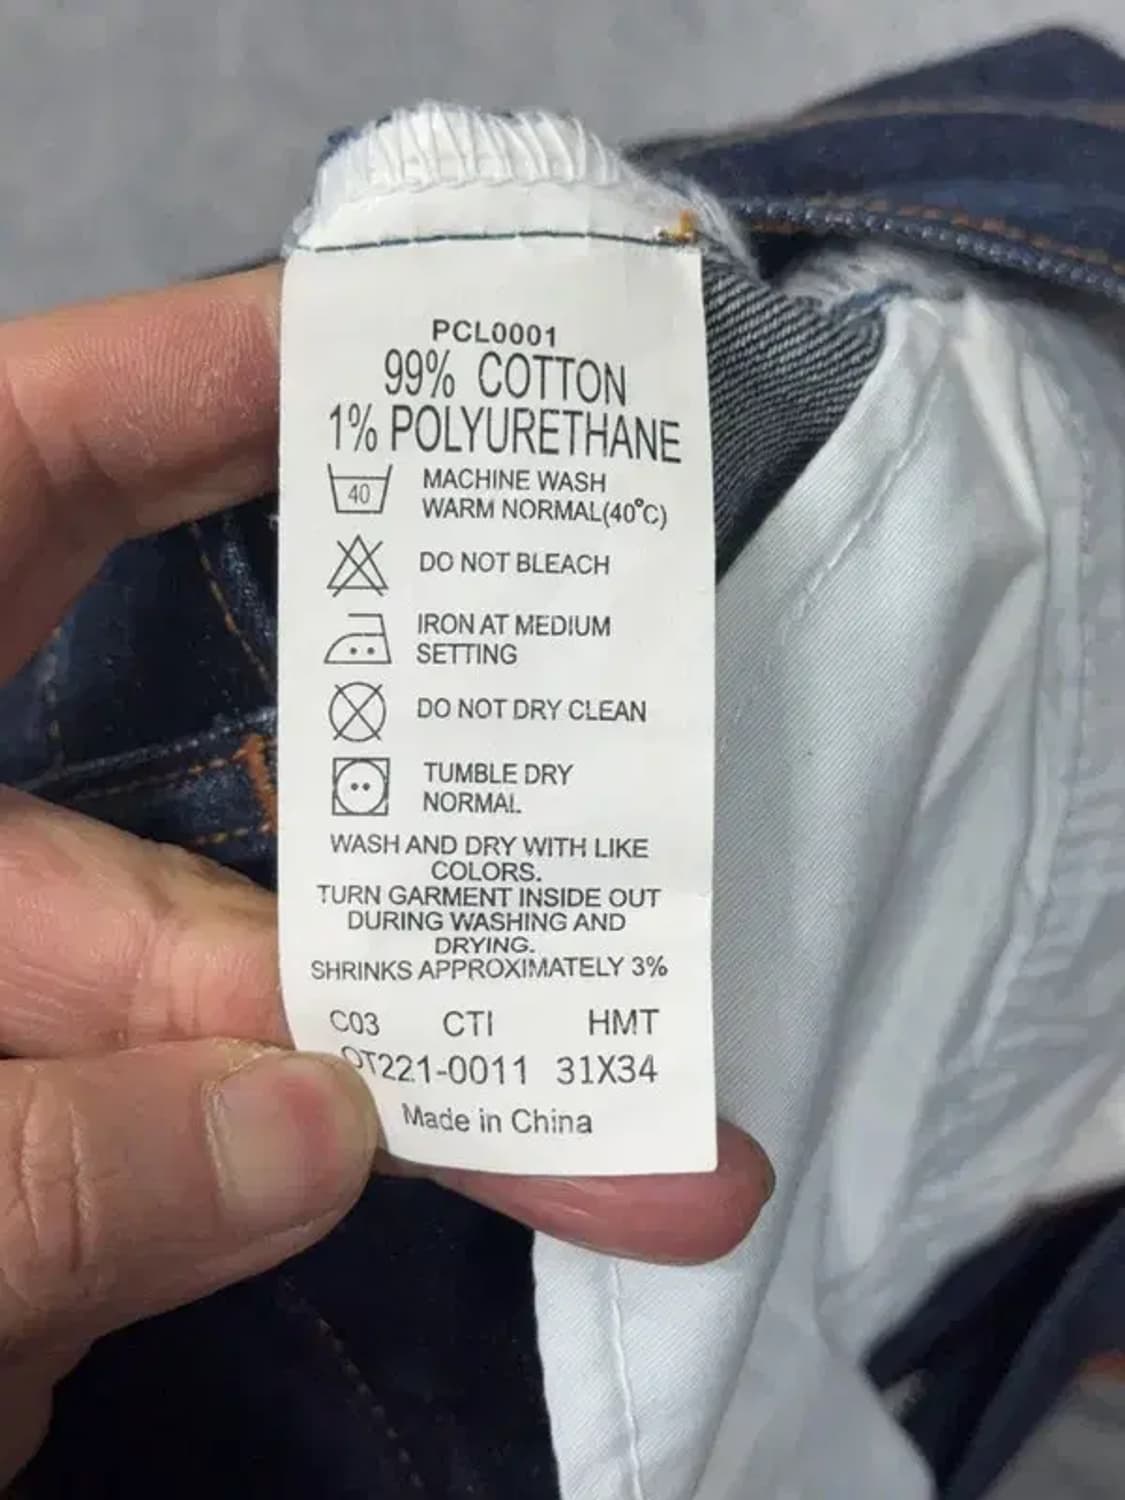 PCL0001
99% COTTON
1% POLYURETHANE
40
MACHINE WASH
WARM NORMAL(40°C)
DO NOT BLEACH
IRON AT MEDIUM
SETTING
DO NOT DRY CLEAN
TUMBLE DRY
NORMAL
WASH AND DRY WITH LIKE
COLORS.
TURN GARMENT INSIDE OUT
DURING WASHING AND
DRYING.
SHRINKS APPROXIMATELY 3%
C03 CTI HMT
OT221-0011 31X34
Made in China